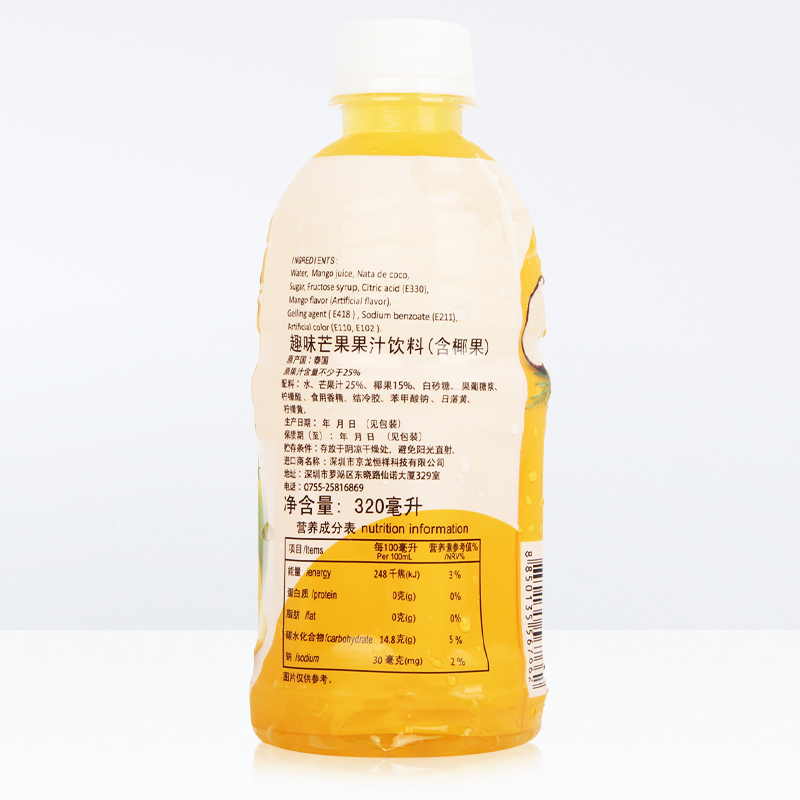 INGREDIENTS:
Water, Mango juice, Nata de coco,
Sugar, Fructose syrup, Citric acid (E330),
Mango flavor (Artificial flavor).
Gelling agent ( E418 ) , Sodium benzoate (E211),
Artificial color (E110, E102 ).
趣味芒果果汁饮料(含椰果)
原产国:泰国
原果汁含量不少于25%
配料:水、芒果汁25%、椰果15%、白砂糖、果葡糖浆、
柠檬酸、食用香精、结冷胶、苯甲酸钠、日落黄、
柠檬黄。
生产日期: 年 月 日 (见包装)
保质期(至): 年 月 日 (见包装)
贮存条件:存放于阴凉干燥处,避免阳光直射.
进口商名称:深圳市京龙恒祥科技有限公司
地址:深圳市罗湖区东晓路仙诺大厦329室
电话:0755-25816869
净含量: 320毫升
营养成分表 nutrition information
项目/Items 每100毫升 Per 100mL 营养素参考值% /NRV%
能量 /energy 248千焦(kJ) 3%
蛋白质 /protein 0克(g) 0%
脂肪 /fat 0克(g) 0%
碳水化合物/carbohydrate 14.8克(g) 5%
钠 /sodium 30毫克(mg) 2%
图片仅供参考。
8850135567062